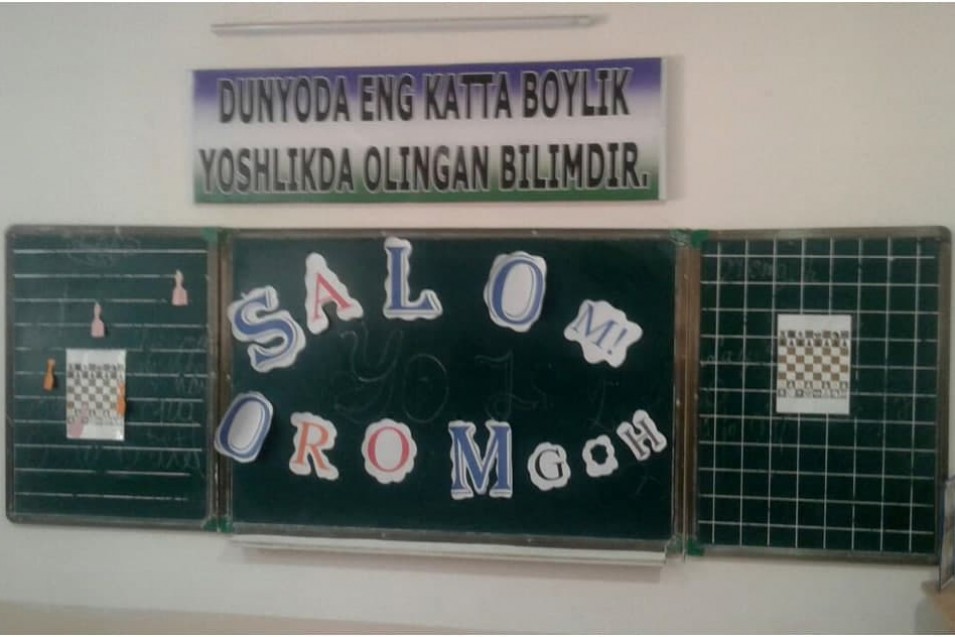 DUNYODA ENG KATTA BOYLIK
YOSHLIKDA OLINGAN BILIMDIR.
SALOM!
OROMGOH